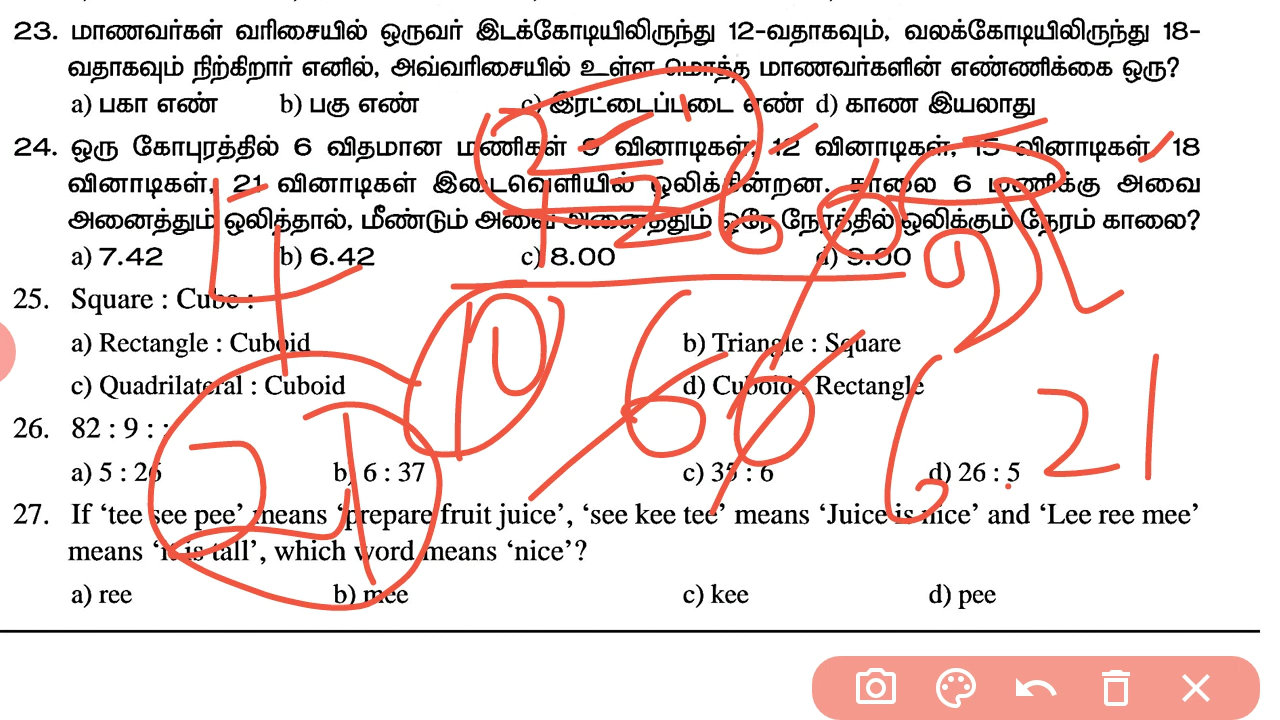 23. மாணவர்கள் வரிசையில் ஒருவர் இடக்கோடியிலிருந்து 12-வதாகவும், வலக்கோடியிலிருந்து 18-
வதாகவும் நிற்கிறார் எனில், அவ்வரிசையில் உள்ள மொத்த மாணவர்களின் எண்ணிக்கை ஒரு?
a) பகா எண் b) பகு எண் c) இரட்டைப்படை எண் d) காண இயலாது
24. ஒரு கோபுரத்தில் 6 விதமான மணிகள் 9 வினாடிகள், 12 வினாடிகள், 15 வினாடிகள், 18
வினாடிகள், 21 வினாடிகள் இடைவெளியில் ஒலிக்கின்றன. காலை 6 மணிக்கு அவை
அனைத்தும் ஒலித்தால், மீண்டும் அவை அனைத்தும் ஒரே நேரத்தில் ஒலிக்கும் நேரம் காலை?
a) 7.42 b) 6.42 c) 8.00 d) 9.00
25. Square : Cube :
a) Rectangle : Cuboid b) Triangle : Square
c) Quadrilateral : Cuboid d) Cuboid : Rectangle
26. 82 : 9 : :
a) 5 : 26 b) 6 : 37 c) 35 : 6 d) 26 : 5
21
27. If ‘tee see pee’ means ‘prepare fruit juice’, ‘see kee tee’ means ‘Juice is nice’ and ‘Lee ree mee’
means ‘it is tall’, which word means ‘nice’?
a) ree b) mee c) kee d) pee